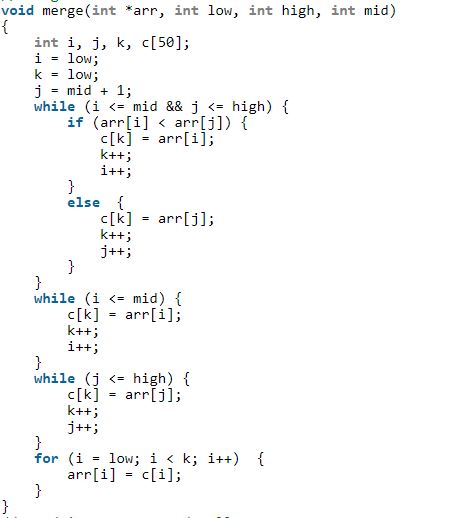 void merge(int *arr, int low, int high, int mid)
{
    int i, j, k, c[50];
    i = low;
    k = low;
    j = mid + 1;
    while (i <= mid && j <= high) {
        if (arr[i] < arr[j]) {
            c[k] = arr[i];
            k++;
            i++;
        }
        else  {
            c[k] = arr[j];
            k++;
            j++;
        }
    }
    while (i <= mid) {
        c[k] = arr[i];
        k++;
        i++;
    }
    while (j <= high) {
        c[k] = arr[j];
        k++;
        j++;
    }
    for (i = low; i < k; i++)  {
        arr[i] = c[i];
    }
}